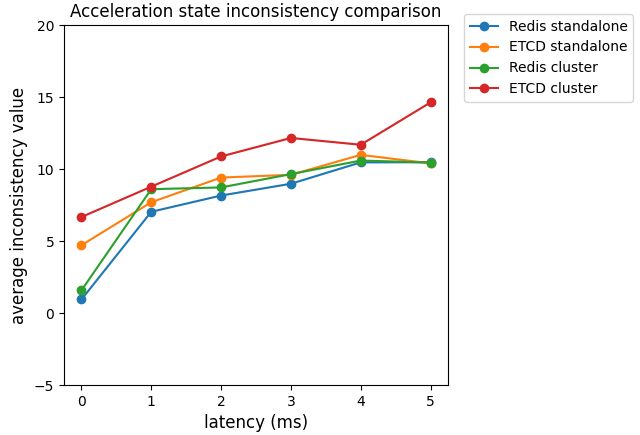 Acceleration state inconsistency comparison
Redis standalone
ETCD standalone
Redis cluster
ETCD cluster
average inconsistency value
20
15
10
5
0
−5
0 1 2 3 4 5
latency (ms)